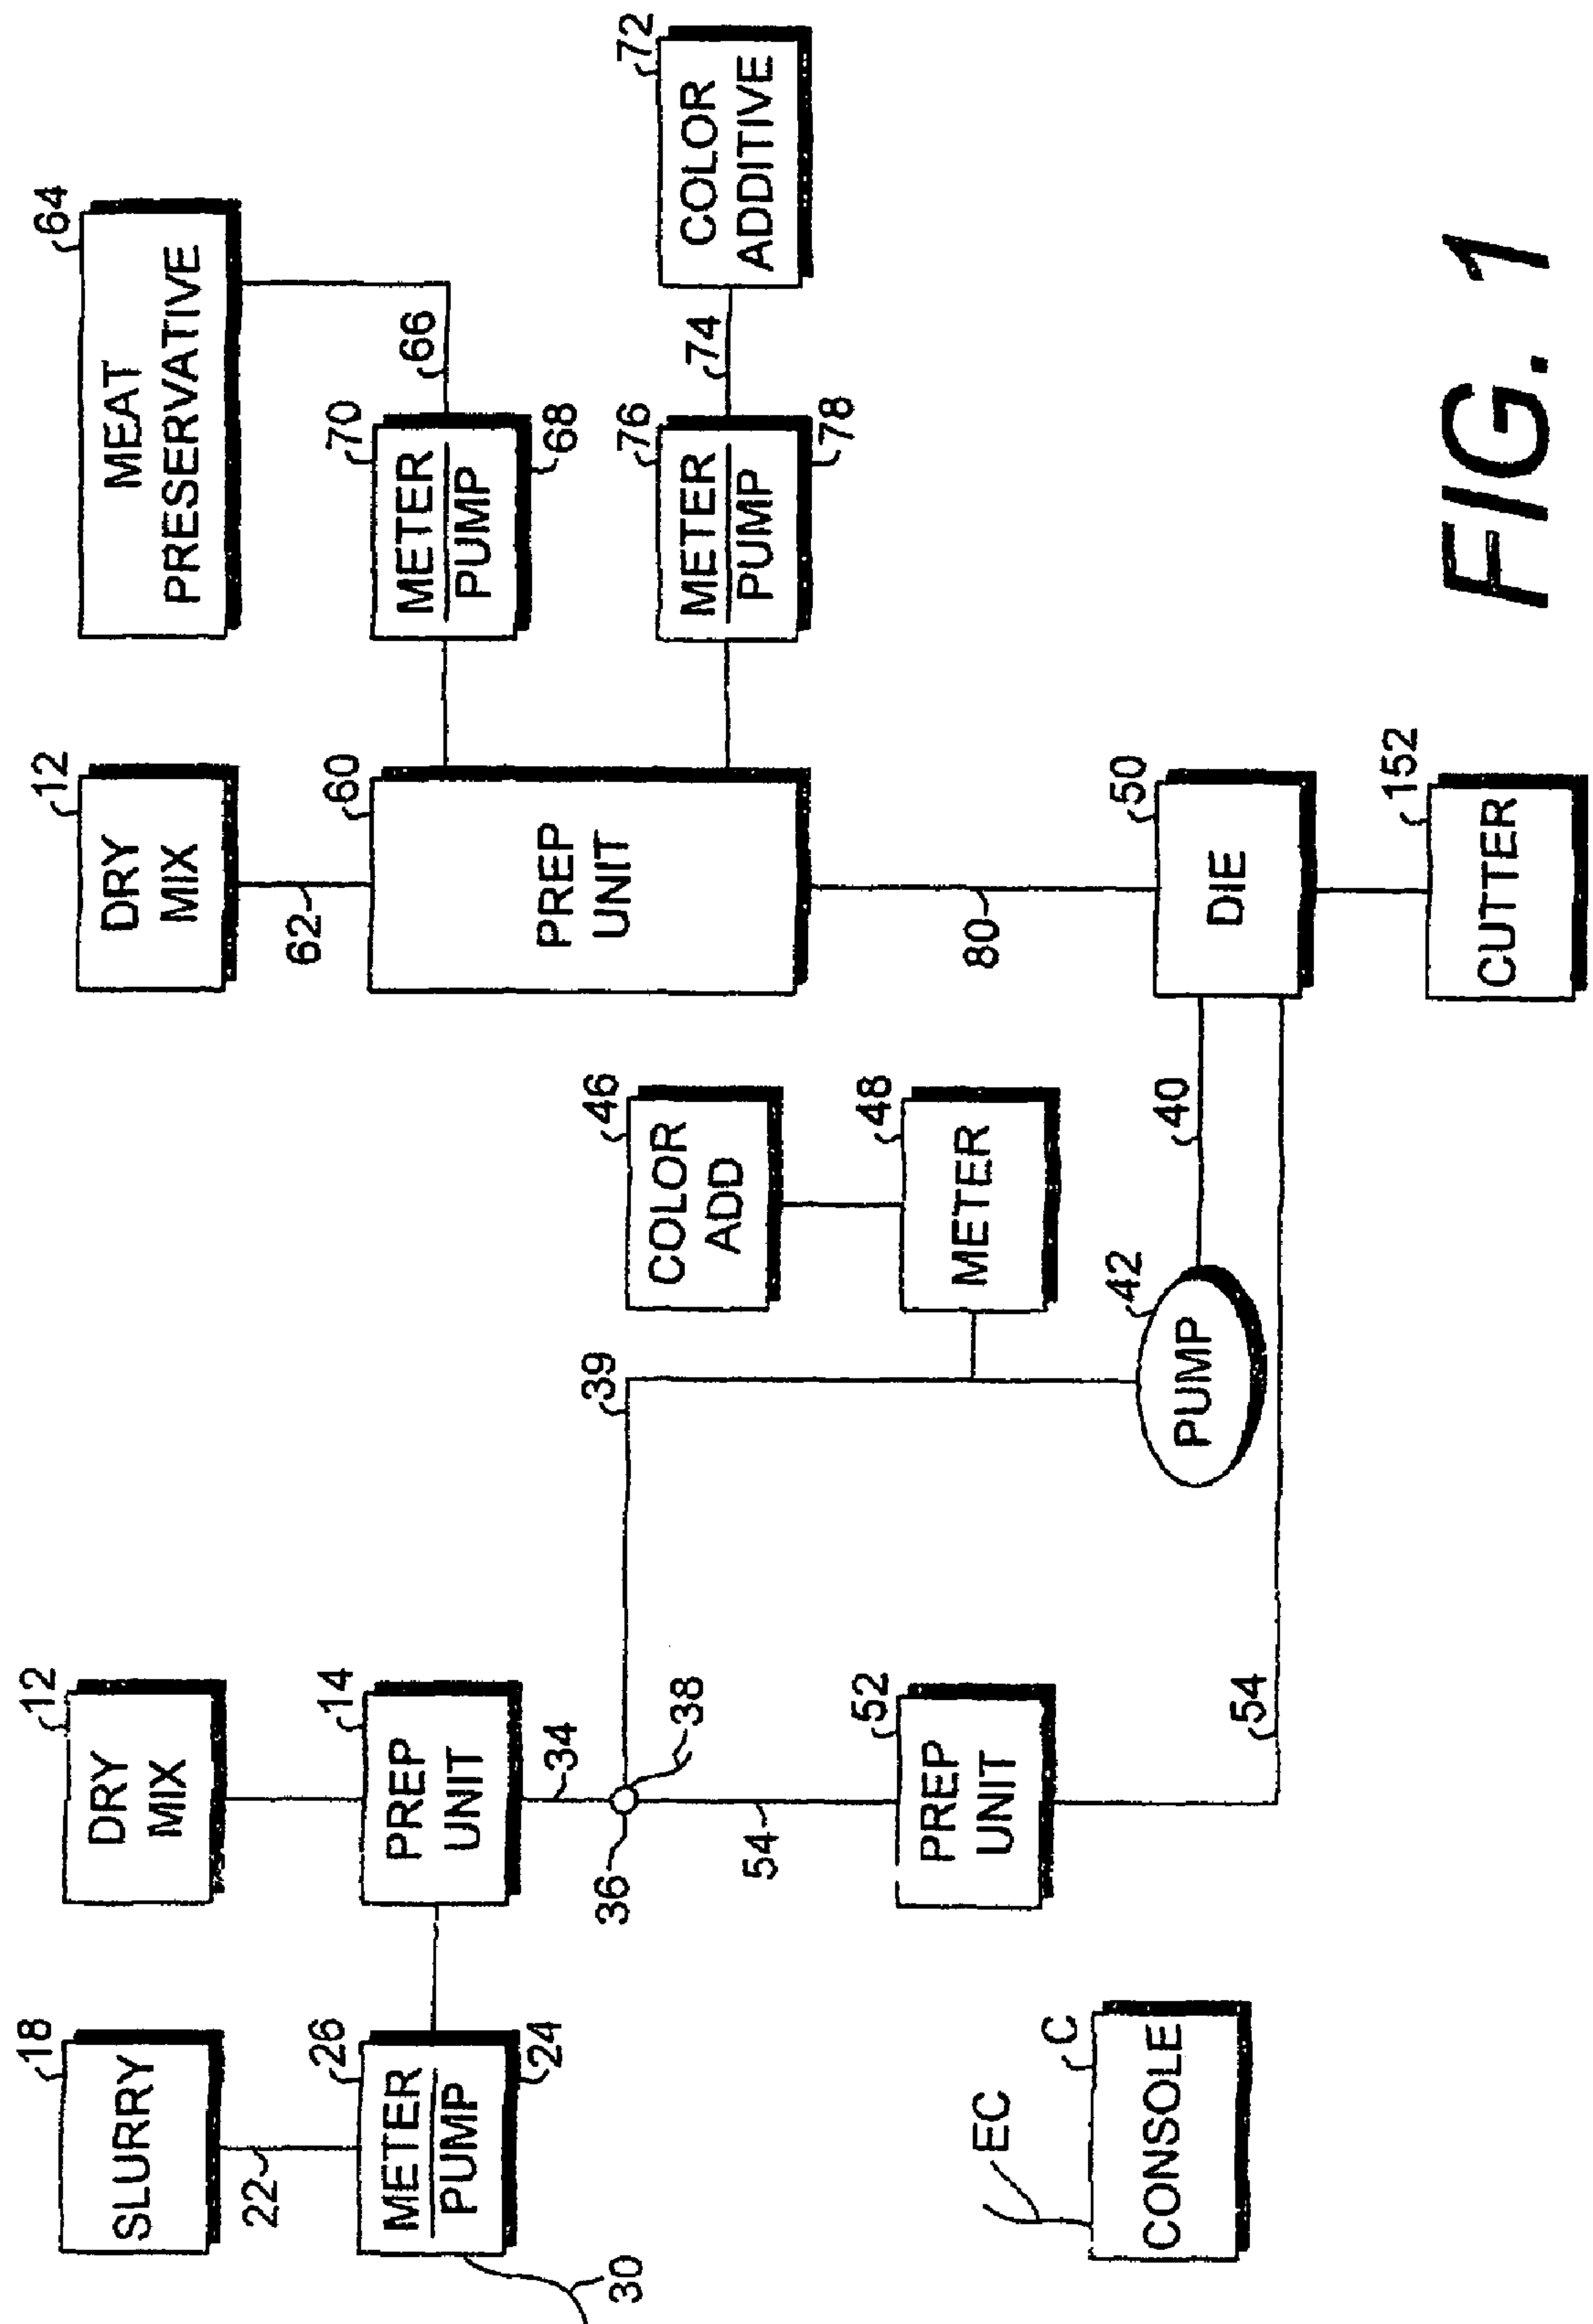 18
SLURRY
22
26
METER
PUMP
24
30
12
DRY
MIX
14
PREP
UNIT
34
36
38
54
52
PREP
UNIT
54
39
46
COLOR
ADD
48
METER
42
PUMP
40
12
DRY
MIX
62
60
PREP
UNIT
80
50
DIE
152
CUTTER
64
MEAT
PRESERVATIVE
66
70
METER
PUMP
68
76
METER
PUMP
78
74
72
COLOR
ADDITIVE
EC
C
CONSOLE
FIG. 1